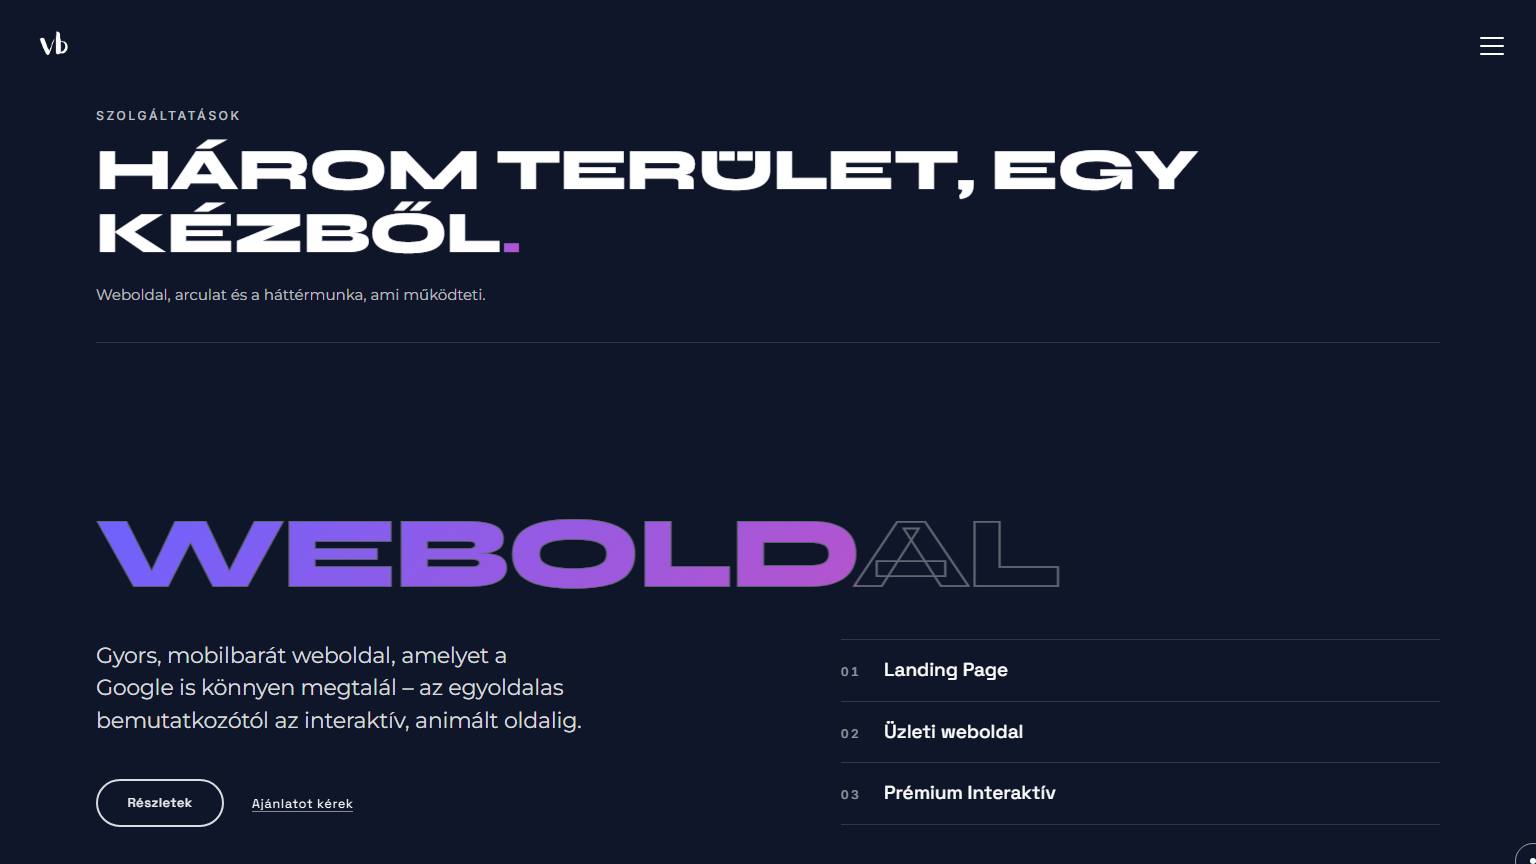 vb
SZOLGÁLTATÁSOK
HÁROM TERÜLET, EGY
KÉZBŐL.
Weboldal, arculat és a háttérmunka, ami működteti.
WEBOLDAL
Gyors, mobilbarát weboldal, amelyet a
Google is könnyen megtalál – az egyoldalas
bemutatkozótól az interaktív, animált oldalig.
Részletek
Ajánlatot kérek
01 Landing Page
02 Üzleti weboldal
03 Prémium Interaktív